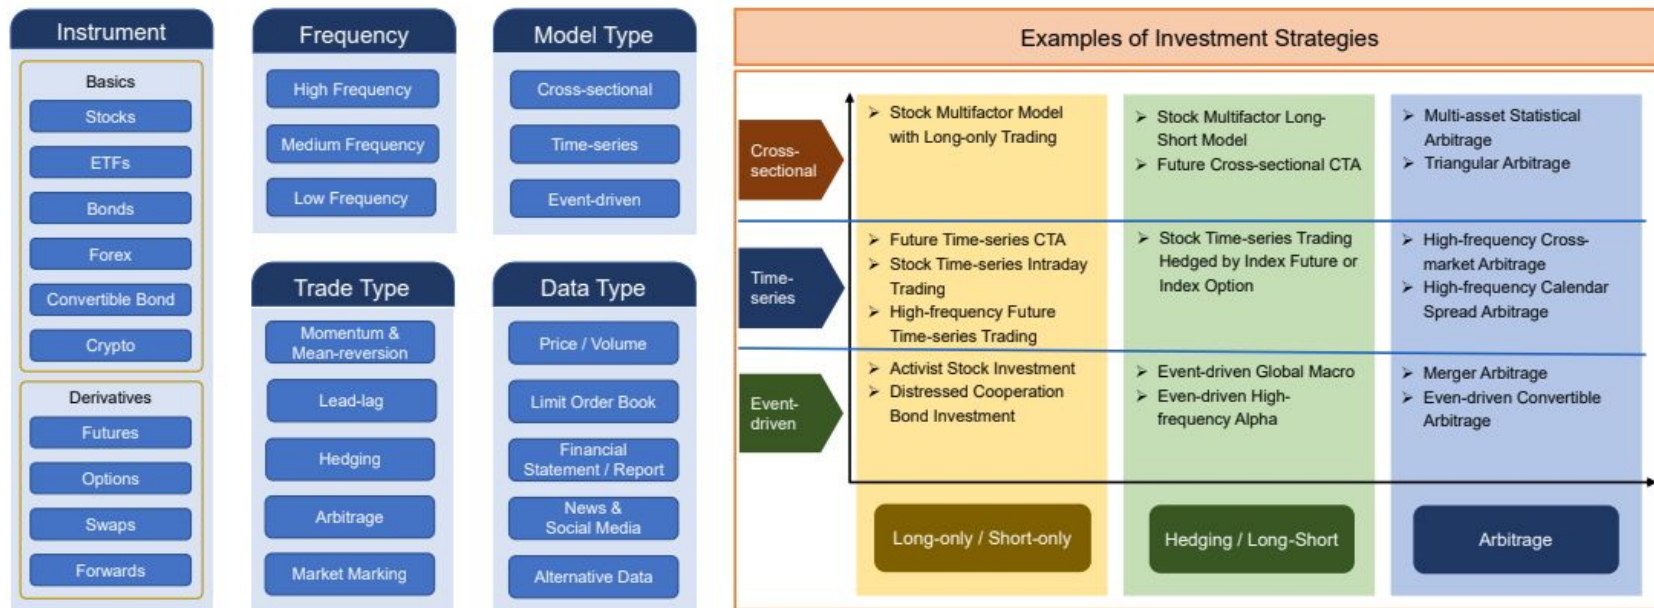 Instrument
Basics
Stocks
ETFs
Bonds
Forex
Convertible Bond
Crypto
Derivatives
Futures
Options
Swaps
Forwards
Frequency
High Frequency
Medium Frequency
Low Frequency
Model Type
Cross-sectional
Time-series
Event-driven
Trade Type
Momentum &
Mean-reversion
Lead-lag
Hedging
Arbitrage
Market Marking
Data Type
Price / Volume
Limit Order Book
Financial
Statement / Report
News &
Social Media
Alternative Data
Examples of Investment Strategies
Cross-
sectional
➢ Stock Multifactor Model
with Long-only Trading
➢ Stock Multifactor Long-
Short Model
➢ Future Cross-sectional CTA
➢ Multi-asset Statistical
Arbitrage
➢ Triangular Arbitrage
Time-
series
➢ Future Time-series CTA
➢ Stock Time-series Intraday
Trading
➢ High-frequency Future
Time-series Trading
➢ Stock Time-series Trading
Hedged by Index Future or
Index Option
➢ High-frequency Cross-
market Arbitrage
➢ High-frequency Calendar
Spread Arbitrage
Event-
driven
➢ Activist Stock Investment
➢ Distressed Cooperation
Bond Investment
➢ Event-driven Global Macro
➢ Even-driven High-
frequency Alpha
➢ Merger Arbitrage
➢ Even-driven Convertible
Arbitrage
Long-only / Short-only
Hedging / Long-Short
Arbitrage